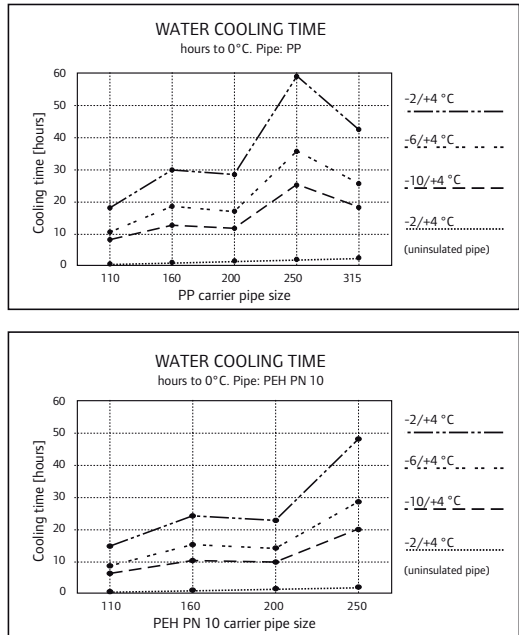 WATER COOLING TIME
hours to 0°C. Pipe: PP
60
50
40
30
20
10
0
Cooling time [hours]
110 160 200 250 315
PP carrier pipe size
-2/+4 °C
-6/+4 °C
-10/+4 °C
-2/+4 °C
(uninsulated pipe)
WATER COOLING TIME
hours to 0°C. Pipe: PEH PN 10
60
50
40
30
20
10
0
Cooling time [hours]
110 160 200 250
PEH PN 10 carrier pipe size
-2/+4 °C
-6/+4 °C
-10/+4 °C
-2/+4 °C
(uninsulated pipe)